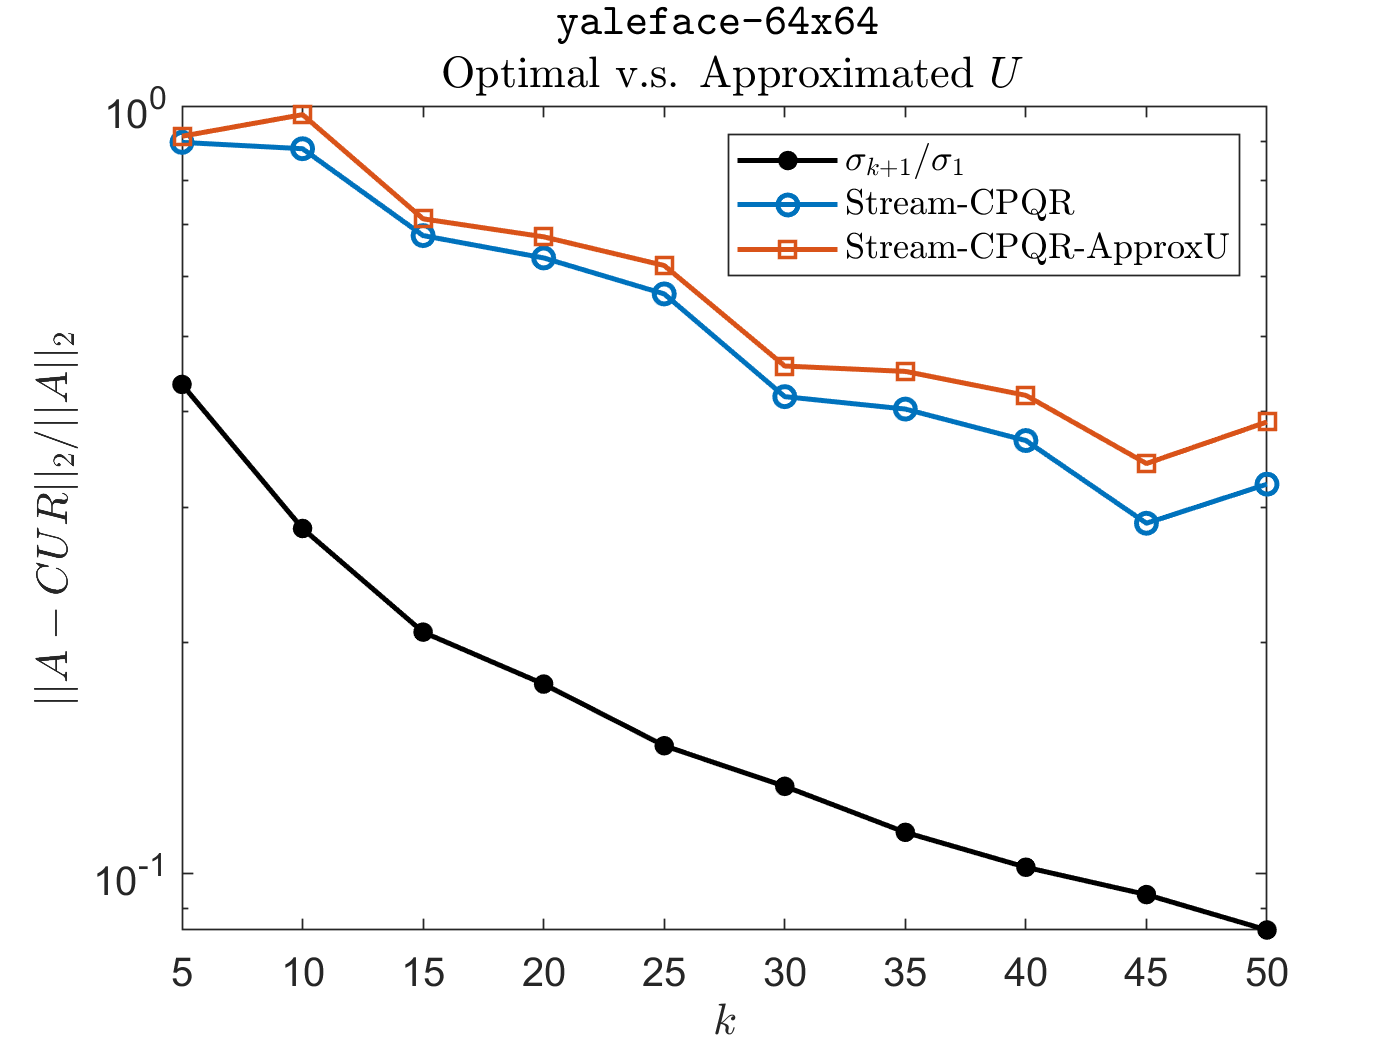 yaleface-64x64
Optimal v.s. Approximated U
10^0
σ_{k+1}/σ_1
Stream-CPQR
Stream-CPQR-ApproxU
||A − CUR||_2/||A||_2
10^{-1}
5 10 15 20 25 30 35 40 45 50
k